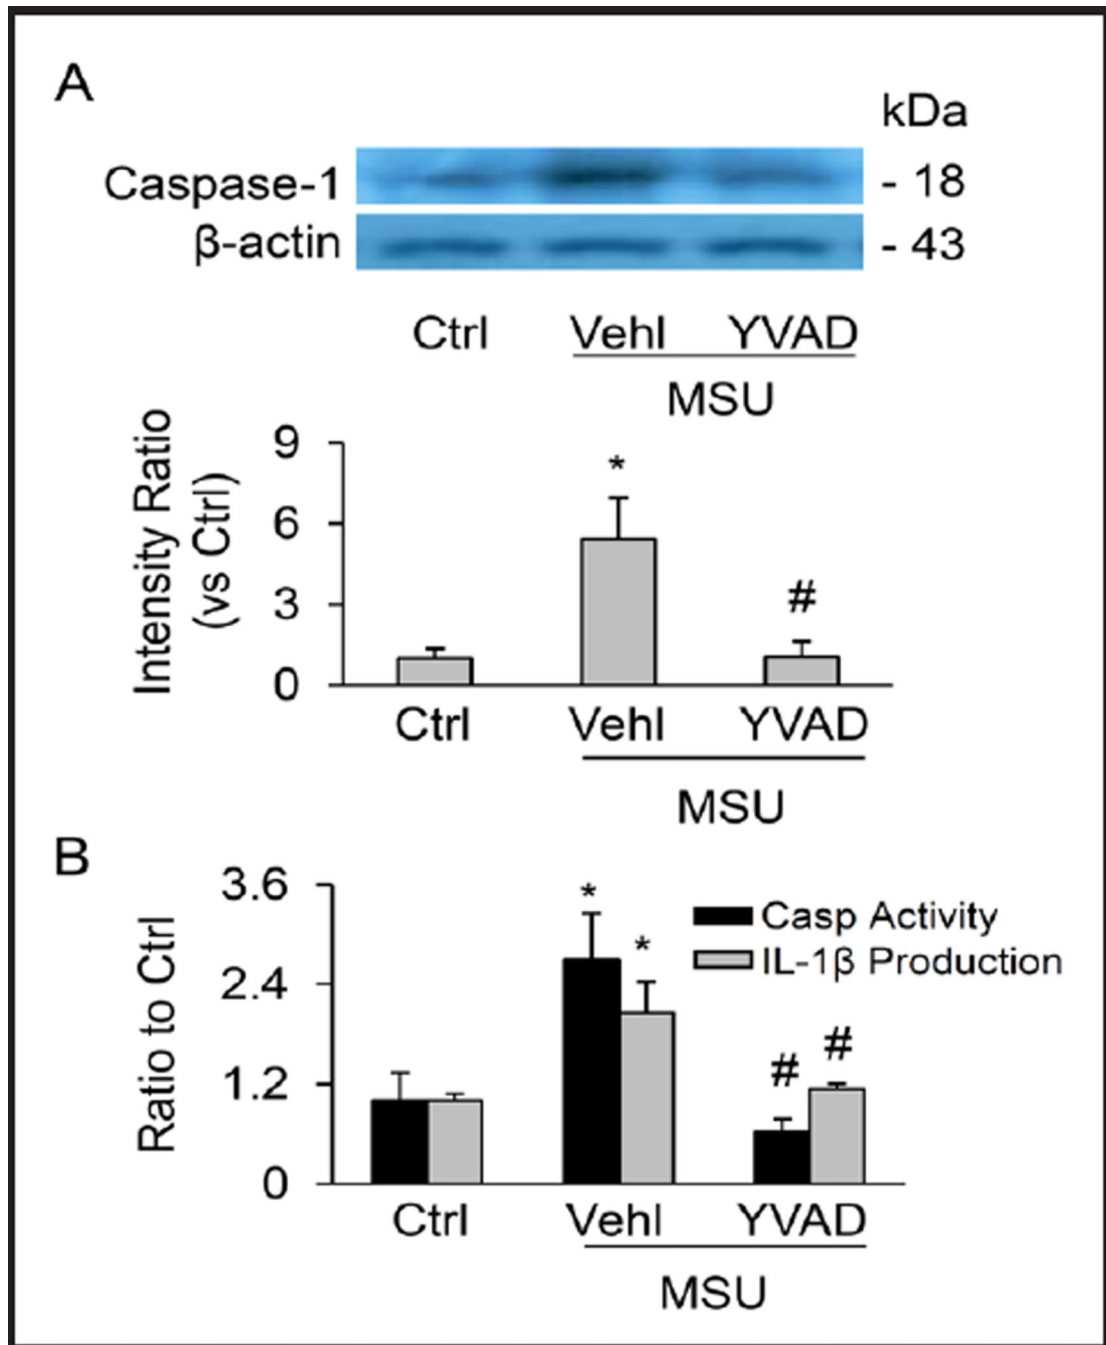 A
kDa
Caspase-1 - 18
β-actin - 43
Ctrl Vehl YVAD
MSU
Intensity Ratio
(vs Ctrl)
9
*
6
3
#
0
Ctrl Vehl YVAD
MSU
B
Ratio to Ctrl
3.6
*
Casp Activity
*
IL-1β Production
2.4
#
#
1.2
0
Ctrl Vehl YVAD
MSU